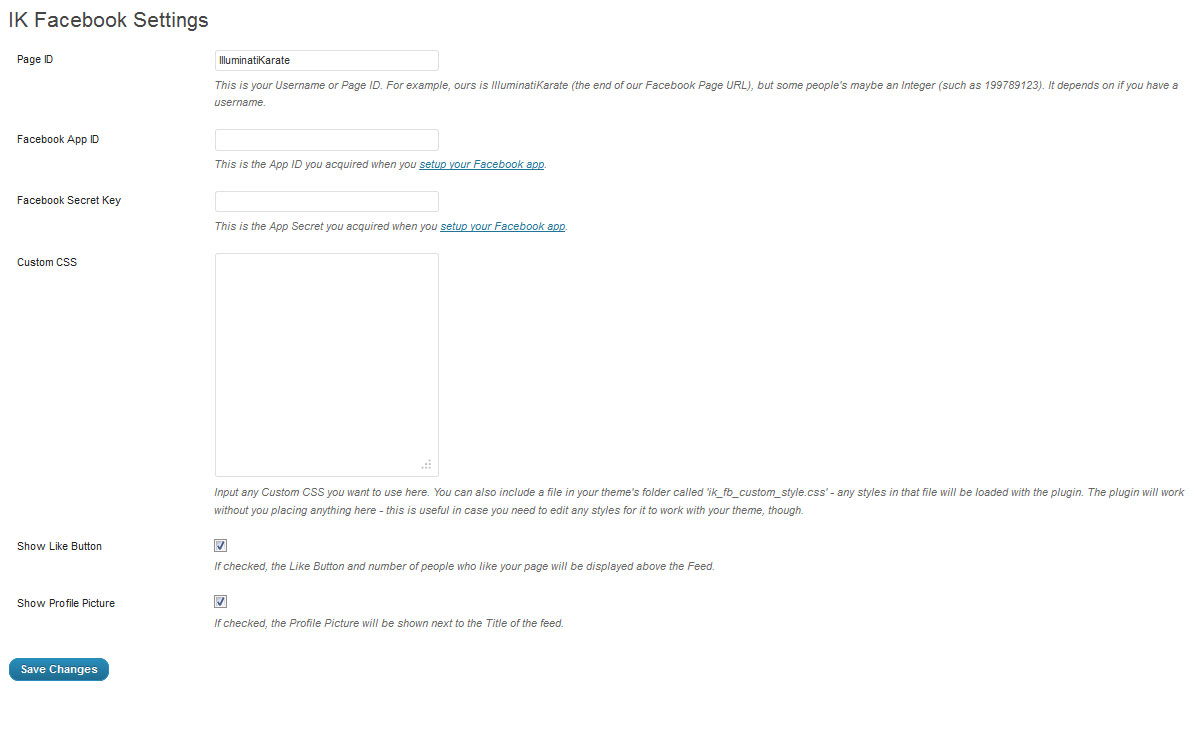 IK Facebook Settings
Page ID
IlluminatiKarate
This is your Username or Page ID. For example, ours is IlluminatiKarate (the end of our Facebook Page URL), but some people's maybe an Integer (such as 199789123). It depends on if you have a
username.
Facebook App ID
This is the App ID you acquired when you setup your Facebook app.
Facebook Secret Key
This is the App Secret you acquired when you setup your Facebook app.
Custom CSS
Input any Custom CSS you want to use here. You can also include a file in your theme's folder called 'ik_fb_custom_style.css' - any styles in that file will be loaded with the plugin. The plugin will work
without you placing anything here - this is useful in case you need to edit any styles for it to work with your theme, though.
Show Like Button
If checked, the Like Button and number of people who like your page will be displayed above the Feed.
Show Profile Picture
If checked, the Profile Picture will be shown next to the Title of the feed.
Save Changes